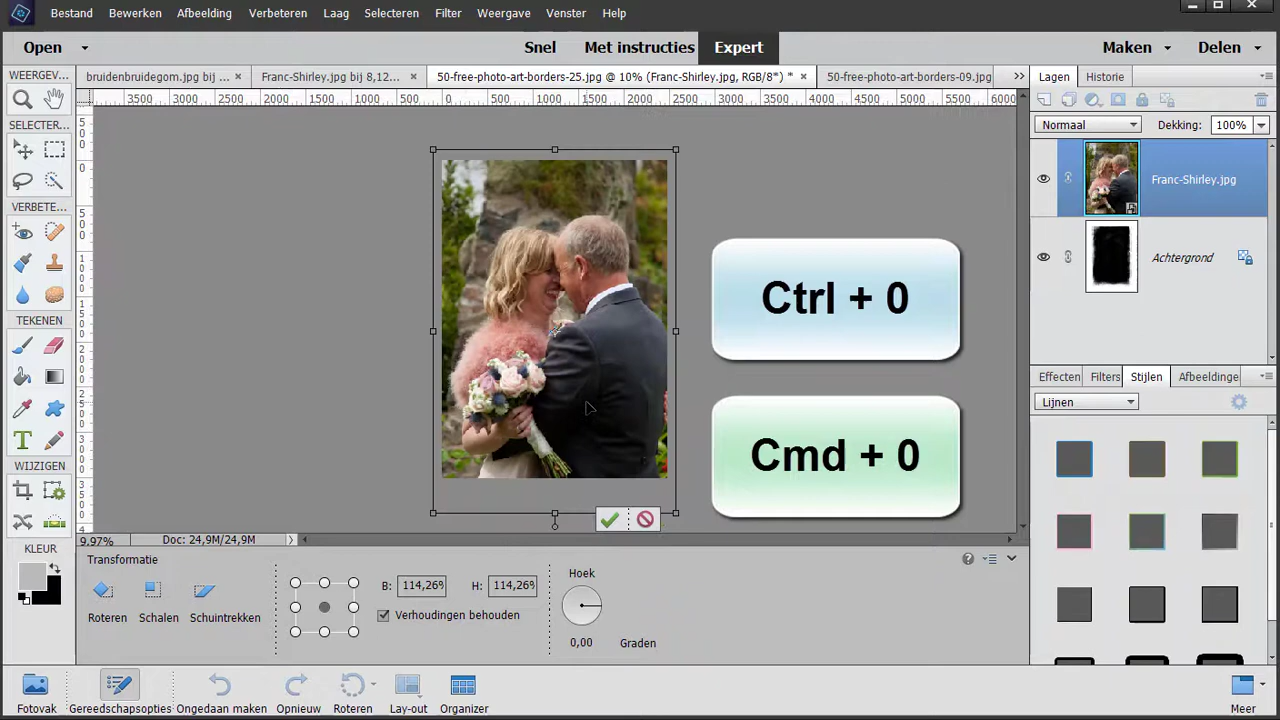 Bestand Bewerken Afbeelding Verbeteren Laag Selecteren Filter Weergave Venster Help
Open Snel Met instructies Expert Maken Delen
WEERGEV... bruidenbruidegom.jpg bij ... × Franc-Shirley.jpg bij 8,12... × 50-free-photo-art-borders-25.jpg @ 10% (Franc-Shirley.jpg, RGB/8*) * × 50-free-photo-art-borders-09.jpg Lagen Historie
3500 3000 2500 2000 1500 1000 500 0 500 1000 1500 2000 2500 3000 3500 4000 4500 5000 5500 6000
SELECTER...
Normaal Dekking: 100%
Franc-Shirley.jpg
VERBETE...
Achtergrond
Ctrl + 0
TEKENEN
Effecten Filters Stijlen Afbeeldinge
Lijnen
Cmd + 0
WIJZIGEN
9.97% Doc: 24,9M/24,9M
KLEUR
Transformatie
Hoek
B: 114,26% H: 114,26%
Roteren Schalen Schuintrekken
Verhoudingen behouden
0,00 Graden
Fotovak Gereedschapsopties Ongedaan maken Opnieuw Roteren Lay-out Organizer Meer